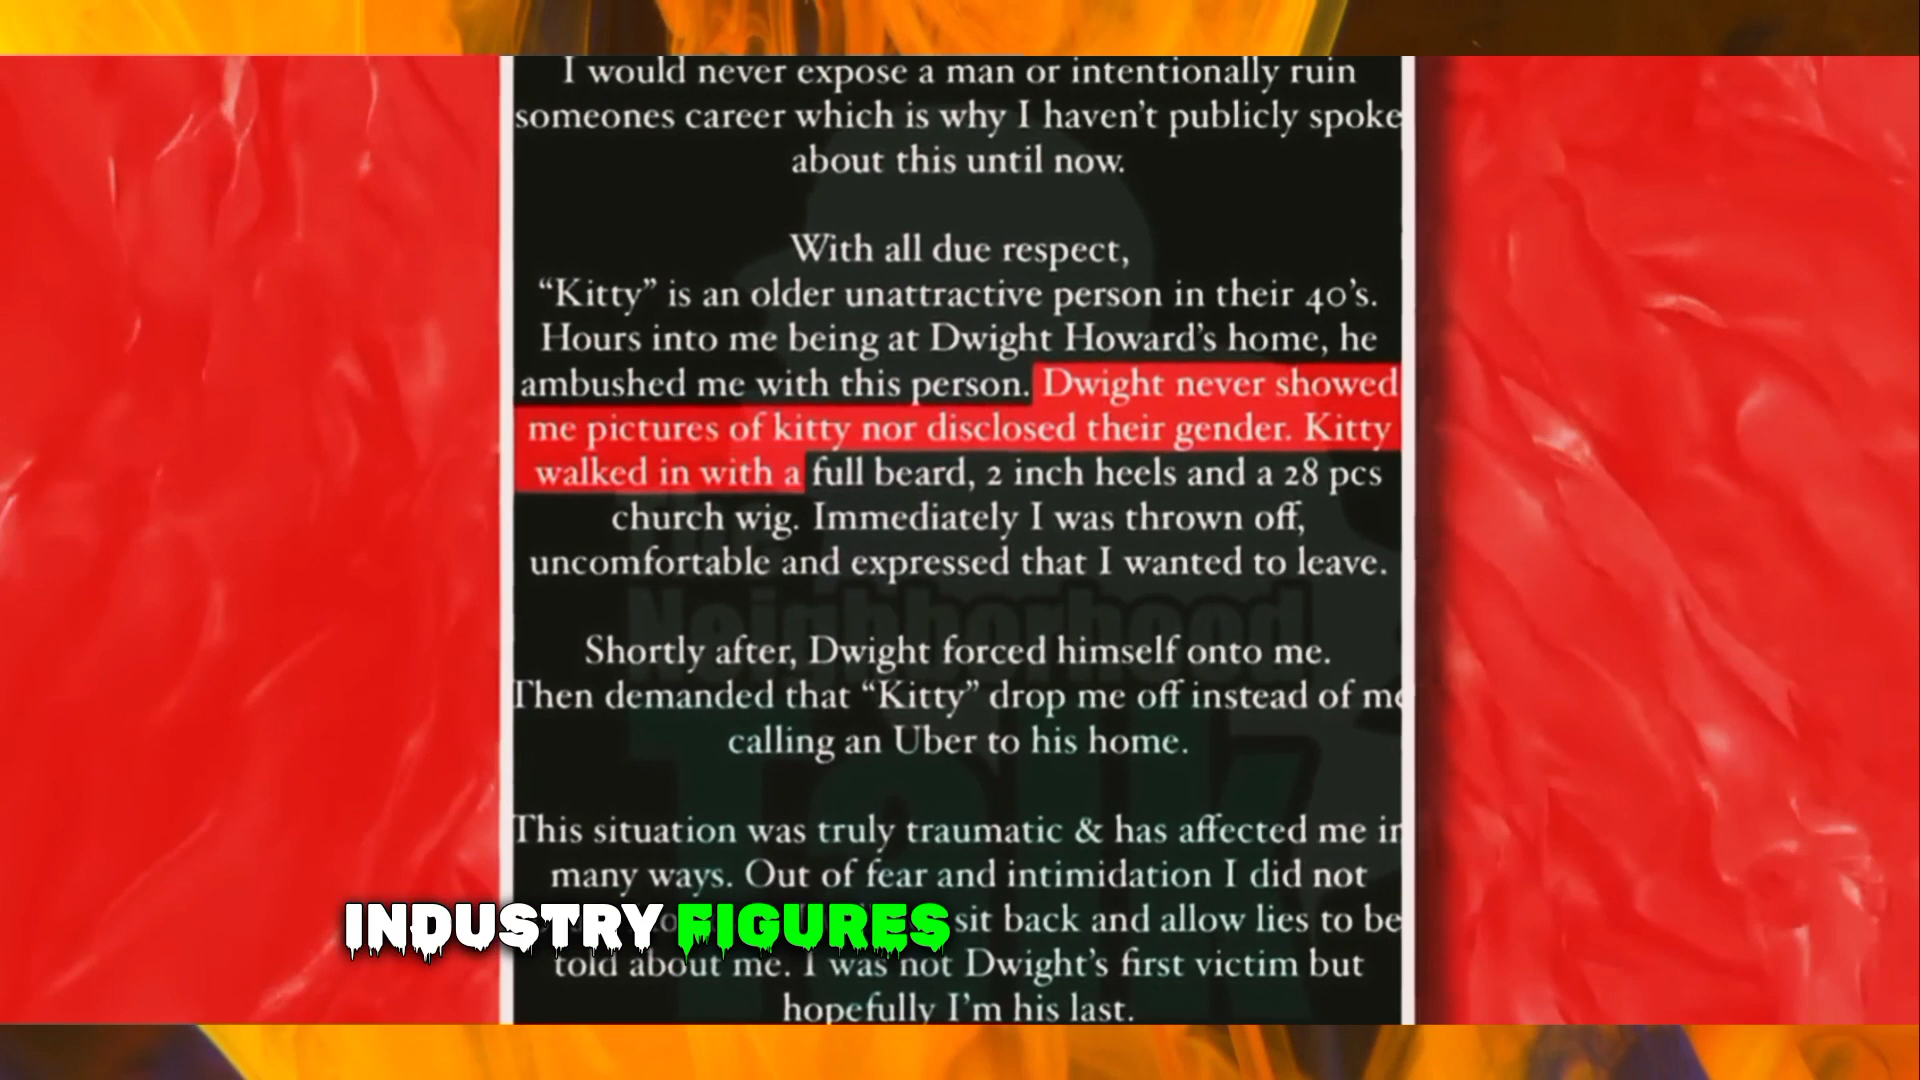 I would never expose a man or intentionally ruin
someones career which is why I haven't publicly spoke
about this until now.
With all due respect,
“Kitty” is an older unattractive person in their 40's.
Hours into me being at Dwight Howard's home, he
ambushed me with this person. Dwight never showed
me pictures of kitty nor disclosed their gender. Kitty
walked in with a full beard, 2 inch heels and a 28 pcs
church wig. Immediately I was thrown off,
uncomfortable and expressed that I wanted to leave.
Shortly after, Dwight forced himself onto me.
Then demanded that “Kitty” drop me off instead of me
calling an Uber to his home.
This situation was truly traumatic & has affected me in
many ways. Out of fear and intimidation I did not
sit back and allow lies to be
told about me. I was not Dwight's first victim but
hopefully I'm his last.
INDUSTRY FIGURES
Neighborhood
Talk